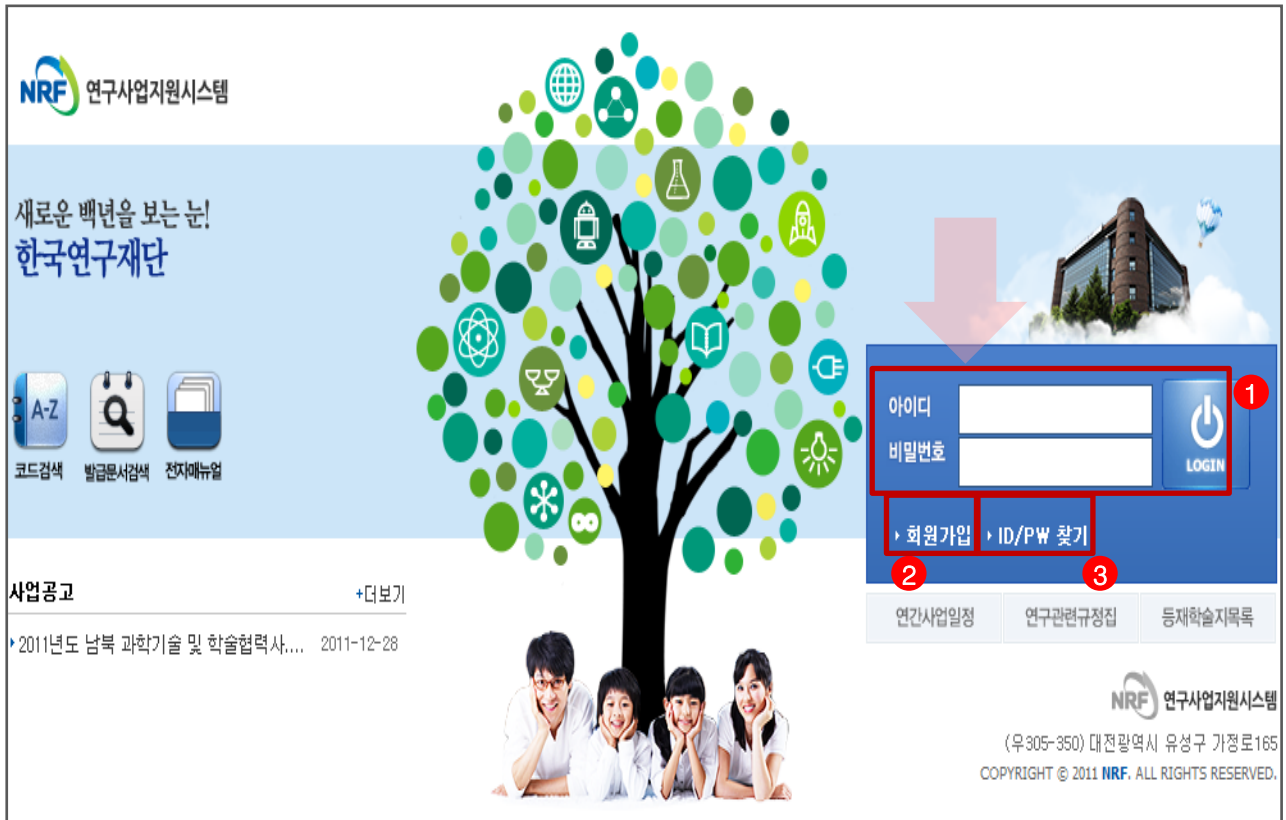 NRF 연구사업지원시스템
새로운 백년을 보는 눈!
한국연구재단
A-Z
코드검색 발급문서검색 전자매뉴얼
아이디
비밀번호
LOGIN
1
회원가입 ID/PW 찾기
2 3
연간사업일정 연구관련규정집 등재학술지목록
사업공고 +더보기
2011년도 남북 과학기술 및 학술협력사.... 2011-12-28
NRF 연구사업지원시스템
(우305-350) 대전광역시 유성구 가정로165
COPYRIGHT © 2011 NRF. ALL RIGHTS RESERVED.